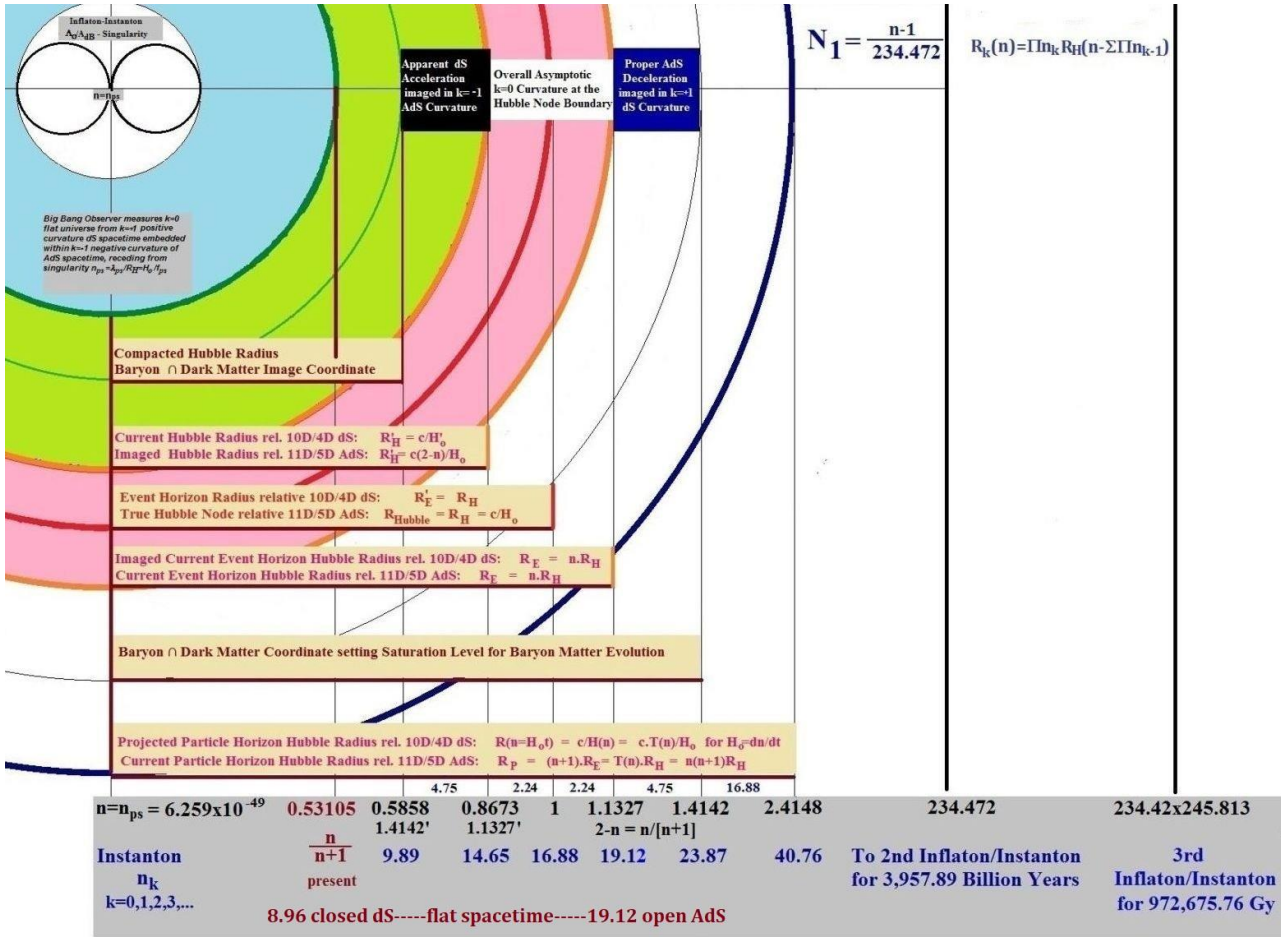 Inflaton-Instanton
A₀/A_dB - Singularity
n=n_ps
Big Bang Observer measures k=0
flat universe from k=+1 positive
curvature dS spacetime embedded
within k=-1 negative curvature of
AdS spacetime, receding from
singularity n_ps =λ_ps/R_H=H_o/f_ps
Apparent dS
Acceleration
imaged in k=-1
AdS Curvature
Overall Asymptotic
k=0 Curvature at the
Hubble Node Boundary
Proper AdS
Deceleration
imaged in k=+1
dS Curvature
N₁ = n-1
234.472
R_k(n)=Πn_k R_H(n-ΣΠn_k-1)
Compacted Hubble Radius
Baryon ∩ Dark Matter Image Coordinate
Current Hubble Radius rel. 10D/4D dS: R'_H = c/H'_o
Imaged Hubble Radius rel. 11D/5D AdS: R'_H= c(2-n)/H_o
Event Horizon Radius relative 10D/4D dS: R'_E = R_H
True Hubble Node relative 11D/5D AdS: R_Hubble = R_H = c/H_o
Imaged Current Event Horizon Hubble Radius rel. 10D/4D dS: R_E = n.R_H
Current Event Horizon Hubble Radius rel. 11D/5D AdS: R_E = n.R_H
Baryon ∩ Dark Matter Coordinate setting Saturation Level for Baryon Matter Evolution
Projected Particle Horizon Hubble Radius rel. 10D/4D dS: R(n=H_ot) = c/H(n) = c.T(n)/H_o for H_o=dn/dt
Current Particle Horizon Hubble Radius rel. 11D/5D AdS: R_P = (n+1).R_E= T(n).R_H = n(n+1)R_H
4.75 2.24 2.24 4.75 16.88
n=n_ps = 6.259x10⁻⁴⁹ 0.53105 0.5858 0.8673 1 1.1327 1.4142 2.4148 234.472 234.42x245.813
1.4142' 1.1327' 2-n = n/[n+1]
Instanton n 9.89 14.65 16.88 19.12 23.87 40.76 To 2nd Inflaton/Instanton 3rd
n_k n+1 for 3,957.89 Billion Years Inflaton/Instanton
k=0,1,2,3,... present for 972,675.76 Gy
8.96 closed dS-----flat spacetime-----19.12 open AdS